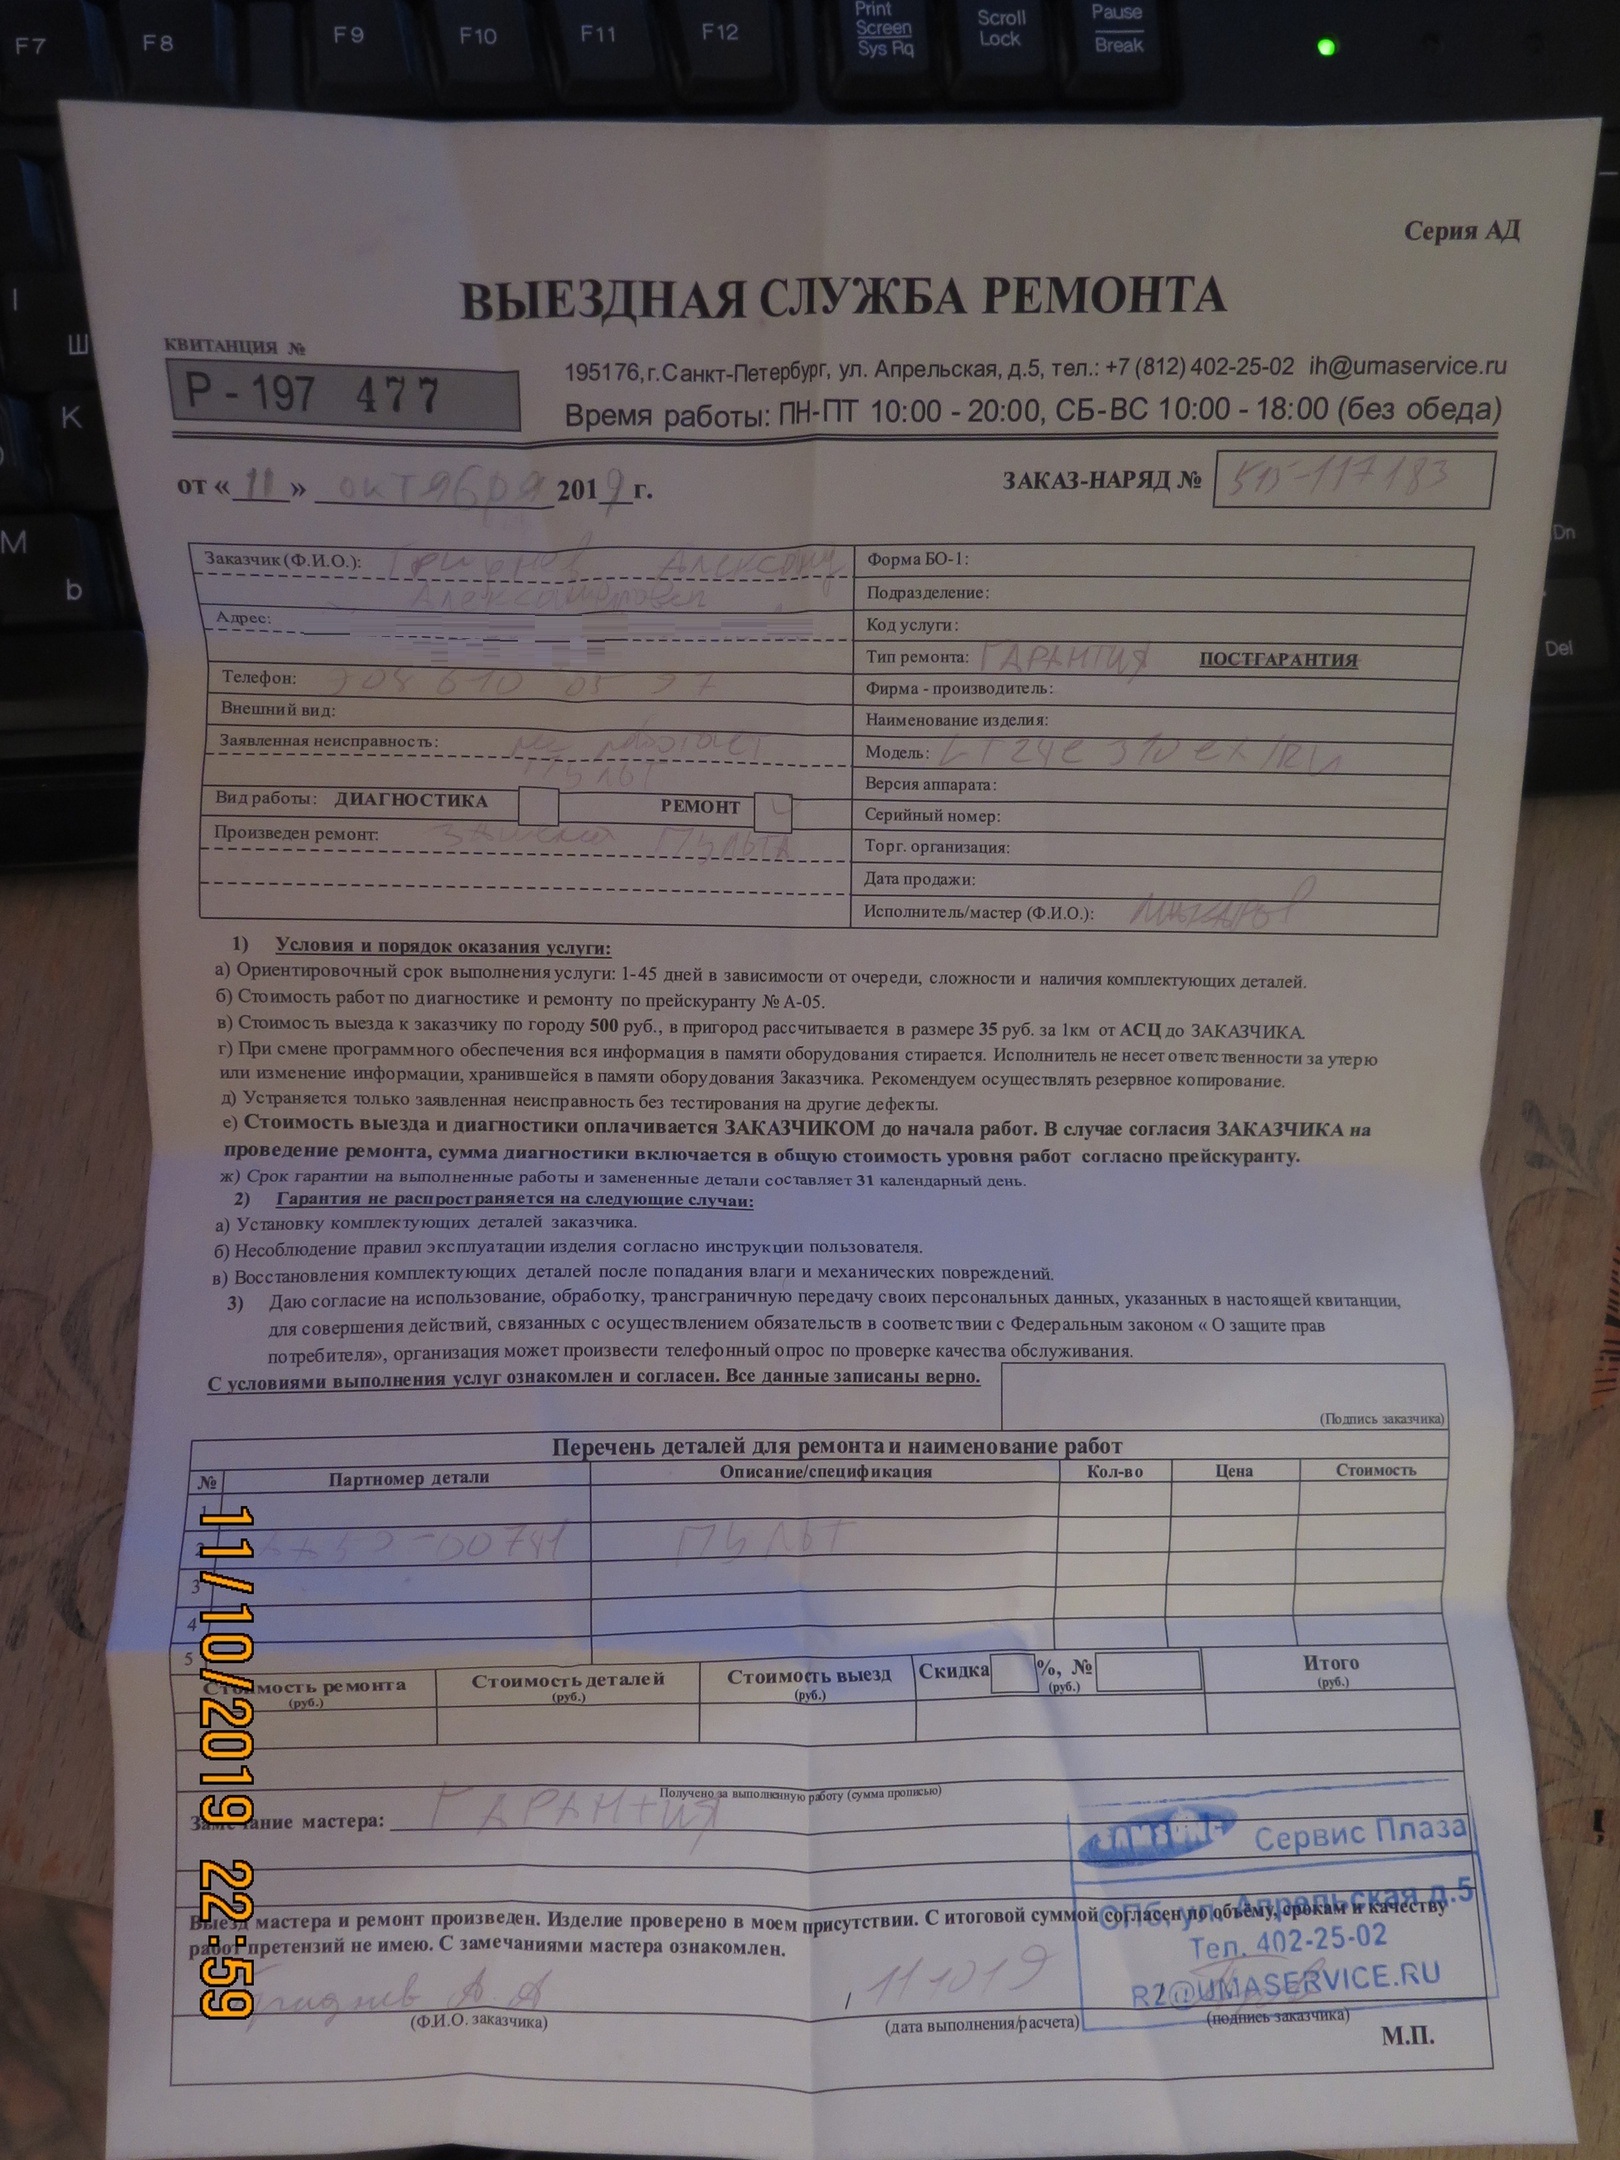 F7 F8 F9 F10 F11 F12 Print Screen Sys Rq Scroll Lock Pause Break
Ш
K
M
Ь
Dn
Del
Серия АД
ВЫЕЗДНАЯ СЛУЖБА РЕМОНТА
КВИТАНЦИЯ №
Р - 197 477
195176, г.Санкт-Петербург, ул. Апрельская, д.5, тел.: +7 (812) 402-25-02 ih@umaservice.ru
Время работы: ПН-ПТ 10:00 - 20:00, СБ-ВС 10:00 - 18:00 (без обеда)
от « 11 » октября 2019 г.
ЗАКАЗ-НАРЯД № 515-117183
Заказчик (Ф.И.О.):
Александрович
Адрес:
Телефон:
Внешний вид:
Заявленная неисправность: не работает
пульт
Вид работы: ДИАГНОСТИКА РЕМОНТ
Произведен ремонт: замена пульта
Форма БО-1:
Подразделение:
Код услуги:
Тип ремонта: ГАРАНТИЯ ПОСТГАРАНТИЯ
Фирма - производитель:
Наименование изделия:
Модель: LT24E310EX/RU
Версия аппарата:
Серийный номер:
Торг. организация:
Дата продажи:
Исполнитель/мастер (Ф.И.О.):
1) Условия и порядок оказания услуги:
а) Ориентировочный срок выполнения услуги: 1-45 дней в зависимости от очереди, сложности и наличия комплектующих деталей.
б) Стоимость работ по диагностике и ремонту по прейскуранту № А-05.
в) Стоимость выезда к заказчику по городу 500 руб., в пригород рассчитывается в размере 35 руб. за 1км от АСЦ до ЗАКАЗЧИКА.
г) При смене программного обеспечения вся информация в памяти оборудования стирается. Исполнитель не несет ответственности за утерю
или изменение информации, хранившейся в памяти оборудования Заказчика. Рекомендуем осуществлять резервное копирование.
д) Устраняется только заявленная неисправность без тестирования на другие дефекты.
е) Стоимость выезда и диагностики оплачивается ЗАКАЗЧИКОМ до начала работ. В случае согласия ЗАКАЗЧИКА на
проведение ремонта, сумма диагностики включается в общую стоимость уровня работ согласно прейскуранту.
ж) Срок гарантии на выполненные работы и замененные детали составляет 31 календарный день.
2) Гарантия не распространяется на следующие случаи:
а) Установку комплектующих деталей заказчика.
б) Несоблюдение правил эксплуатации изделия согласно инструкции пользователя.
в) Восстановления комплектующих деталей после попадания влаги и механических повреждений.
3) Даю согласие на использование, обработку, трансграничную передачу своих персональных данных, указанных в настоящей квитанции,
для совершения действий, связанных с осуществлением обязательств в соответствии с Федеральным законом « О защите прав
потребителя», организация может произвести телефонный опрос по проверке качества обслуживания.
С условиями выполнения услуг ознакомлен и согласен. Все данные записаны верно.
(Подпись заказчика)
Перечень деталей для ремонта и наименование работ
№ Партномер детали Описание/спецификация Кол-во Цена Стоимость
1
2 ПУЛЬТ
3
4
5
Стоимость ремонта (руб.) Стоимость деталей (руб.) Стоимость выезд (руб.) Скидка %, № (руб.) Итого (руб.)
Получено за выполненную работу (сумма прописью)
Замечание мастера: ГАРАНТИЯ
Сервис Плаза
СПб, ул. Апрельская д.5
Тел. 402-25-02
R2@UMASERVICE.RU
Выезд мастера и ремонт произведен. Изделие проверено в моем присутствии. С итоговой суммой согласен по объёму, срокам и качеству
работ претензий не имею. С замечаниями мастера ознакомлен.
А. А 111019
(Ф.И.О. заказчика) (дата выполнения/расчета) (подпись заказчика)
М.П.
11/10/2019 22:59